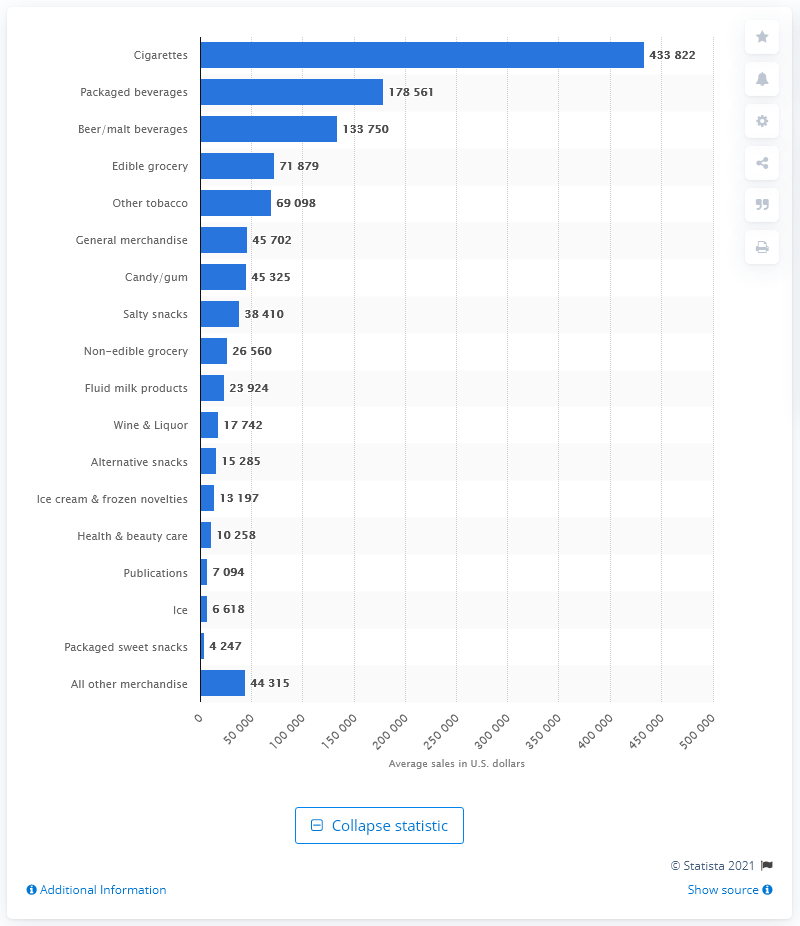 Cigarettes 433 822
Packaged beverages 178 561
Beer/malt beverages 133 750
Edible grocery 71 879
Other tobacco 69 098
General merchandise 45 702
Candy/gum 45 325
Salty snacks 38 410
Non-edible grocery 26 560
Fluid milk products 23 924
Wine & Liquor 17 742
Alternative snacks 15 285
Ice cream & frozen novelties 13 197
Health & beauty care 10 258
Publications 7 094
Ice 6 618
Packaged sweet snacks 4 247
All other merchandise 44 315
0 50 000 100 000 150 000 200 000 250 000 300 000 350 000 400 000 450 000 500 000
Average sales in U.S. dollars
Collapse statistic
© Statista 2021
Additional Information Show source